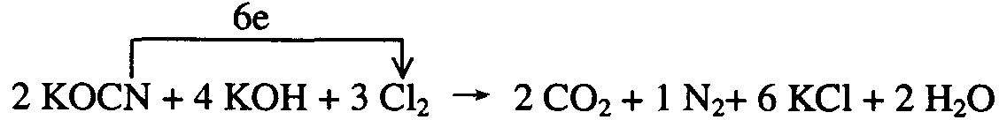 6e
2 KOCN + 4 KOH + 3 Cl₂ → 2 CO₂ + 1 N₂+ 6 KCl + 2 H₂O